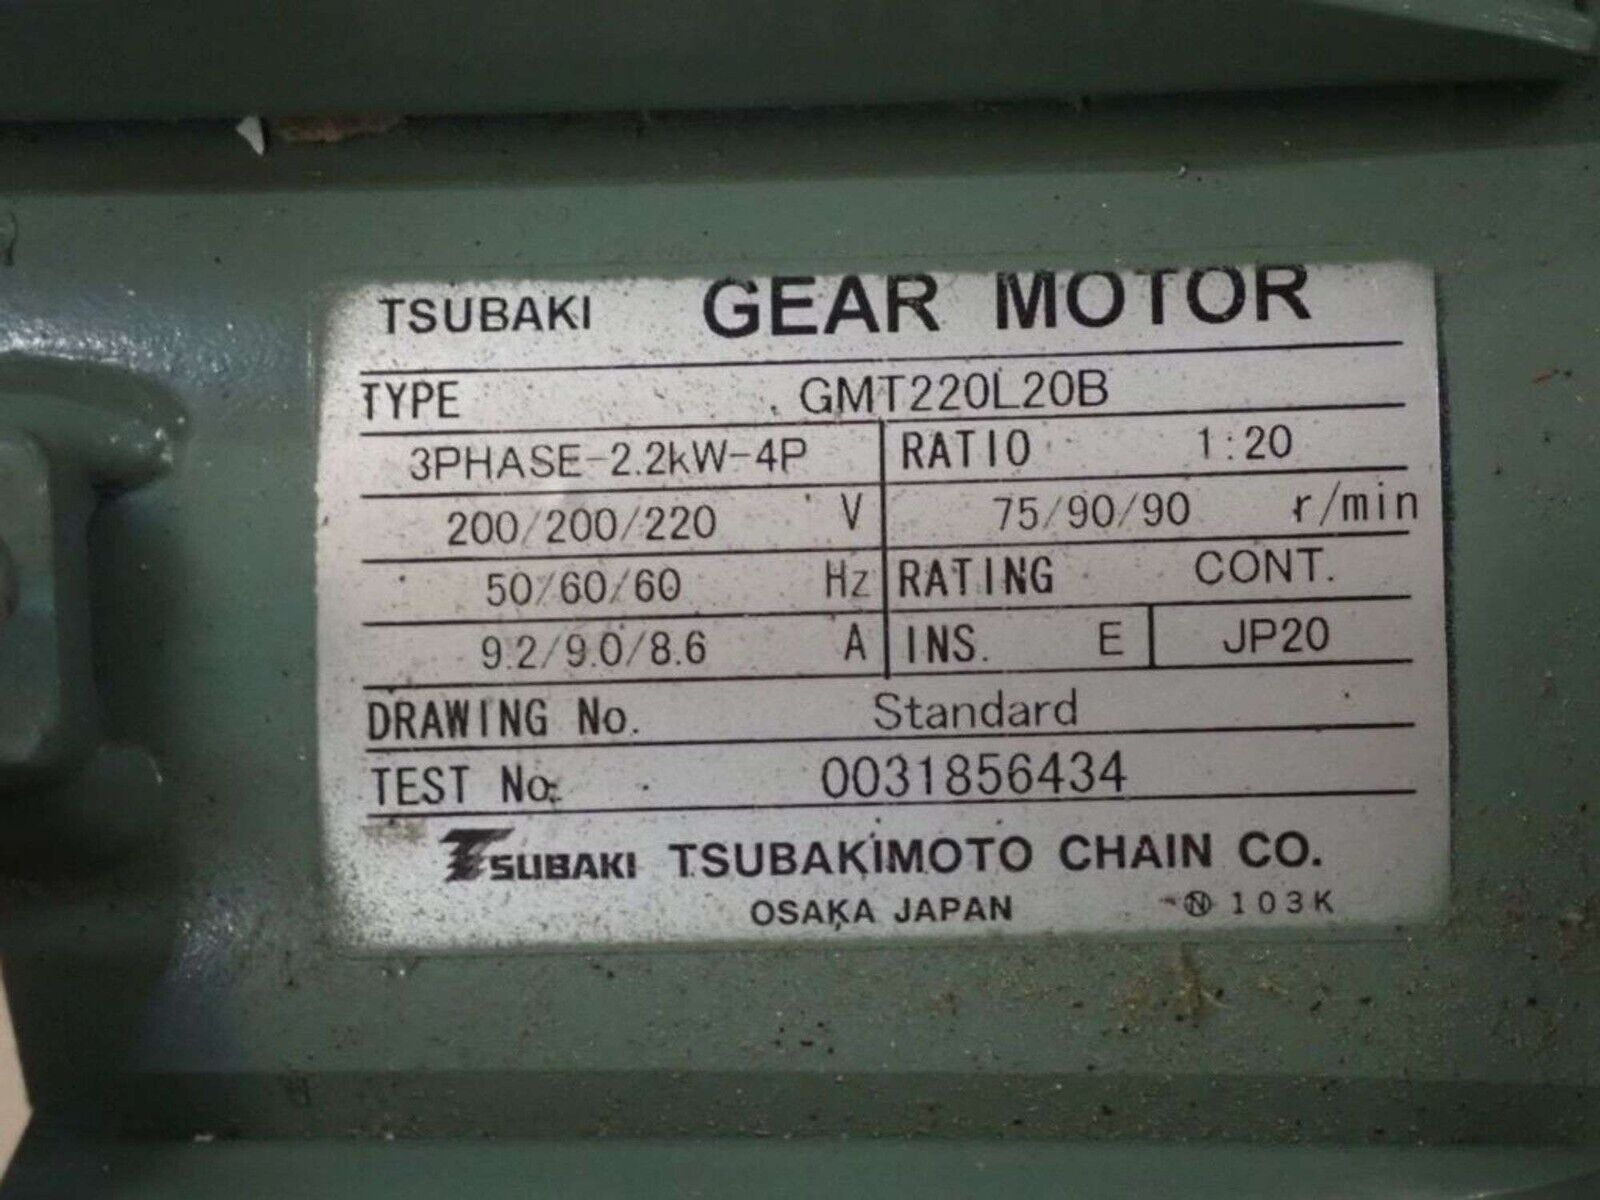 TSUBAKI GEAR MOTOR
TYPE GMT220L20B
3PHASE-2.2kW-4P RATIO 1:20
200/200/220 V 75/90/90 r/min
50/60/60 Hz RATING CONT.
9.2/9.0/8.6 A INS. E JP20
DRAWING No. Standard
TEST No. 0031856434
TSUBAKI TSUBAKIMOTO CHAIN CO.
OSAKA JAPAN Ⓝ 103K